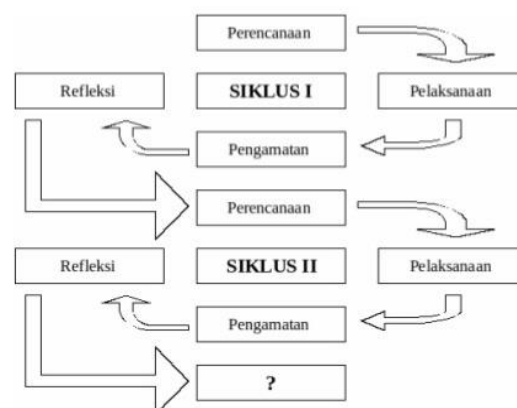 Perencanaan
Refleksi
SIKLUS I
Pelaksanaan
Pengamatan
Perencanaan
Refleksi
SIKLUS II
Pelaksanaan
Pengamatan
?